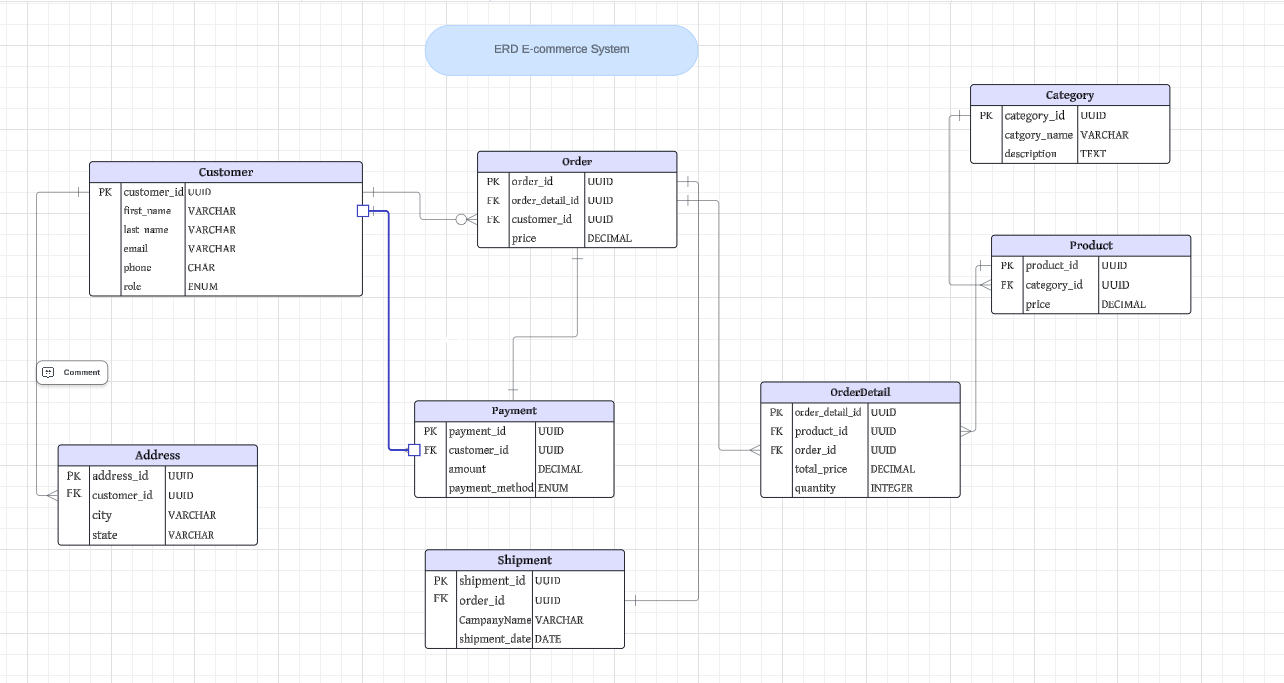 ERD E-commerce System
Category
PK category_id UUID
catgory_name VARCHAR
description TEXT
Order
PK order_id UUID
FK order_detail_id UUID
FK customer_id UUID
price DECIMAL
Customer
PK customer_id UUID
first_name VARCHAR
last_name VARCHAR
email VARCHAR
phone CHAR
role ENUM
Product
PK product_id UUID
FK category_id UUID
price DECIMAL
Comment
OrderDetail
PK order_detail_id UUID
FK product_id UUID
FK order_id UUID
total_price DECIMAL
quantity INTEGER
Payment
PK payment_id UUID
FK customer_id UUID
amount DECIMAL
payment_method ENUM
Address
PK address_id UUID
FK customer_id UUID
city VARCHAR
state VARCHAR
Shipment
PK shipment_id UUID
FK order_id UUID
CampanyName VARCHAR
shipment_date DATE